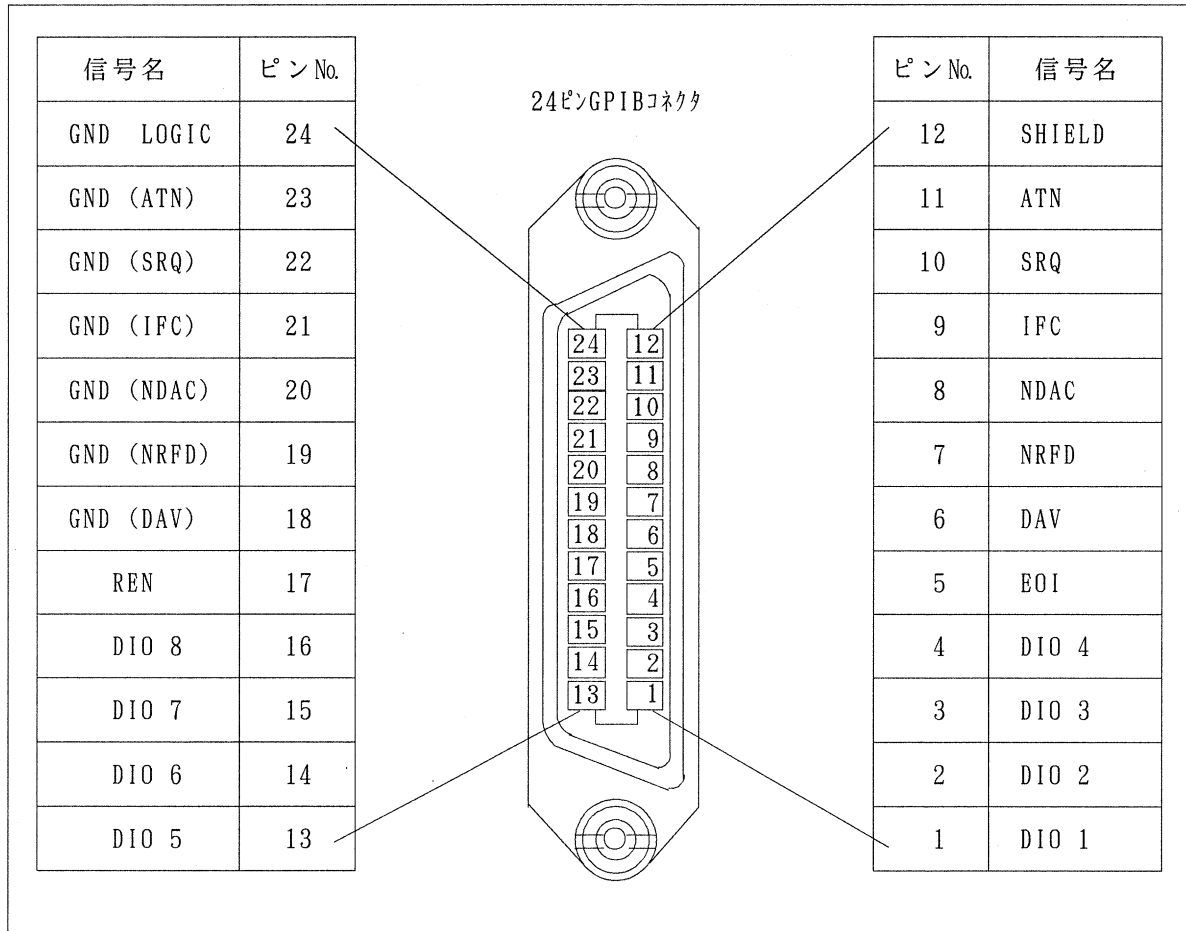 24ピンGPIBコネクタ
信号名 ピンNo.
GND LOGIC 24
GND (ATN) 23
GND (SRQ) 22
GND (IFC) 21
GND (NDAC) 20
GND (NRFD) 19
GND (DAV) 18
REN 17
DIO 8 16
DIO 7 15
DIO 6 14
DIO 5 13
24 12
23 11
22 10
21 9
20 8
19 7
18 6
17 5
16 4
15 3
14 2
13 1
ピンNo. 信号名
12 SHIELD
11 ATN
10 SRQ
9 IFC
8 NDAC
7 NRFD
6 DAV
5 EOI
4 DIO 4
3 DIO 3
2 DIO 2
1 DIO 1